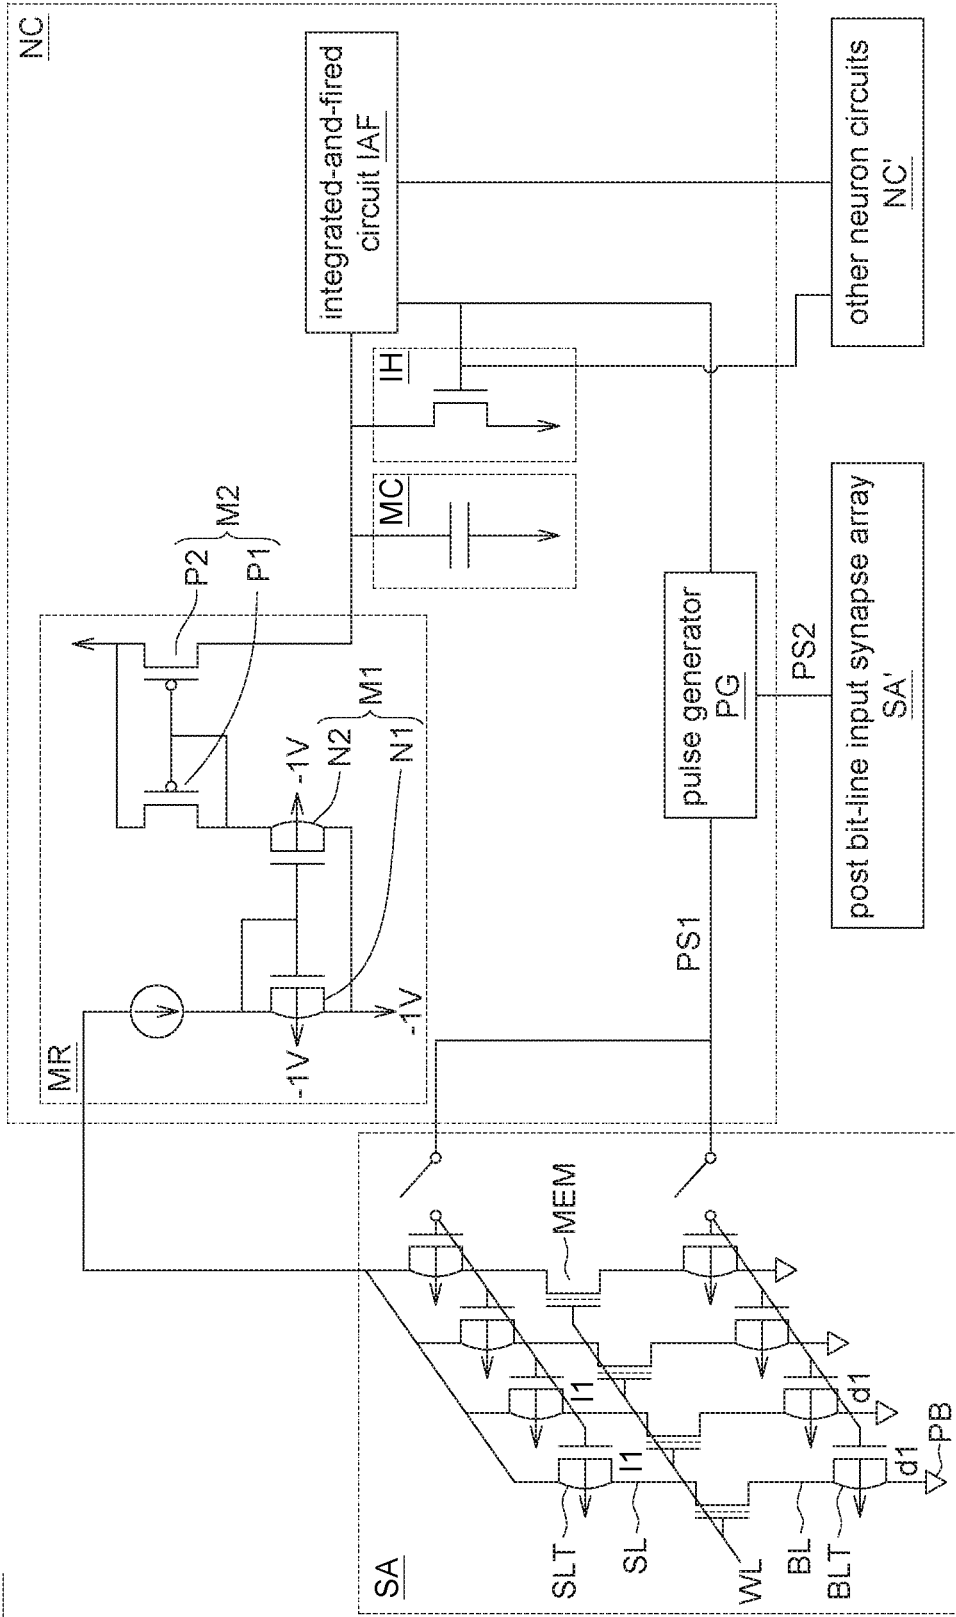 NC
integrated-and-fired
circuit IAF
other neuron circuits
NC'
IH
MC
M2
P2
P1
M1
N2
N1
-1V
-1V
-1V
MR
pulse generator
PG
PS2
PS1
post bit-line input synapse array
SA'
MEM
I1
I1
d1
d1
PB
SLT
SL
WL
BL
BLT
SA